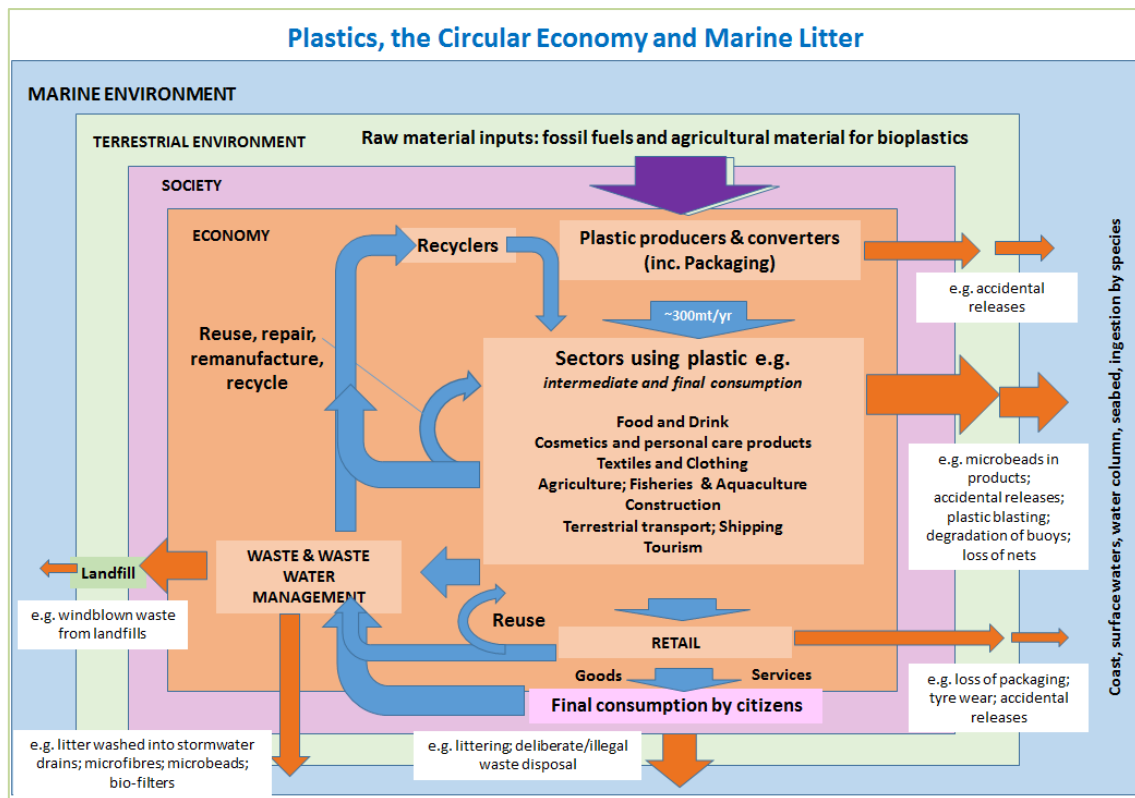 Plastics, the Circular Economy and Marine Litter
MARINE ENVIRONMENT
TERRESTRIAL ENVIRONMENT
Raw material inputs: fossil fuels and agricultural material for bioplastics
SOCIETY
ECONOMY
Recyclers
Plastic producers & converters
(inc. Packaging)
e.g. accidental
releases
~300mt/yr
Reuse, repair,
remanufacture,
recycle
Sectors using plastic e.g.
intermediate and final consumption
Food and Drink
Cosmetics and personal care products
Textiles and Clothing
Agriculture; Fisheries & Aquaculture
Construction
Terrestrial transport; Shipping
Tourism
e.g. microbeads in
products;
accidental releases;
plastic blasting;
degradation of buoys;
loss of nets
Coast, surface waters, water column, seabed, ingestion by species
WASTE & WASTE
WATER
MANAGEMENT
Landfill
e.g. windblown waste
from landfills
Reuse
RETAIL
Goods
Services
e.g. loss of packaging;
tyre wear; accidental
releases
Final consumption by citizens
e.g. litter washed into stormwater
drains; microfibres; microbeads;
bio-filters
e.g. littering; deliberate/illegal
waste disposal